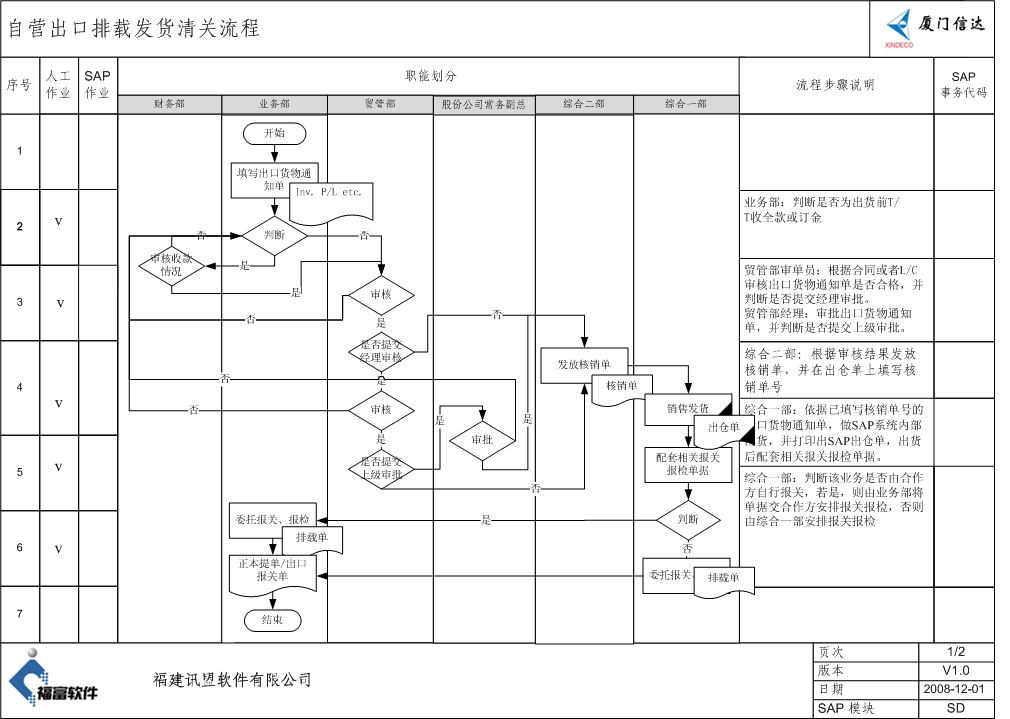 自营出口排载发货清关流程
厦门信达
XINDECO
序号
人工
作业
SAP
作业
职能划分
流程步骤说明
SAP
事务代码
财务部
业务部
贸管部
股份公司常务副总
综合二部
综合一部
1
开始
填写出口货物通
知单
Inv. P/L etc.
2
V
业务部：判断是否为出货前T/
T收全款或订金
否
判断
否
审核收款
情况
是
是
3
V
审核
否
是
否
贸管部审单员：根据合同或者L/C
审核出口货物通知单是否合格，并
判断是否提交经理审批。
贸管部经理：审批出口货物通知
单，并判断是否提交上级审批。
是否提交
经理审核
4
V
发放核销单
核销单
综合二部：根据审核结果发放
核销单，并在出仓单上填写核
销单号
否
是
否
审核
销售发货
出仓单
是
是
审批
是
综合一部：依据已填写核销单号的
口货物通知单，做SAP系统内部
货，并打印出SAP出仓单，出货
后配套相关报关报检单据。
5
V
是否提交
上级审批
配套相关报关
报检单据
否
综合一部：判断该业务是否由合作
方自行报关，若是，则由业务部将
单据交合作方安排报关报检，否则
由综合一部安排报关报检
6
V
委托报关、报检
排载单
是
判断
否
正本提单/出口
报关单
委托报关
排载单
7
结束
福富软件
福建讯盟软件有限公司
页次
1/2
版本
V1.0
日期
2008-12-01
SAP 模块
SD